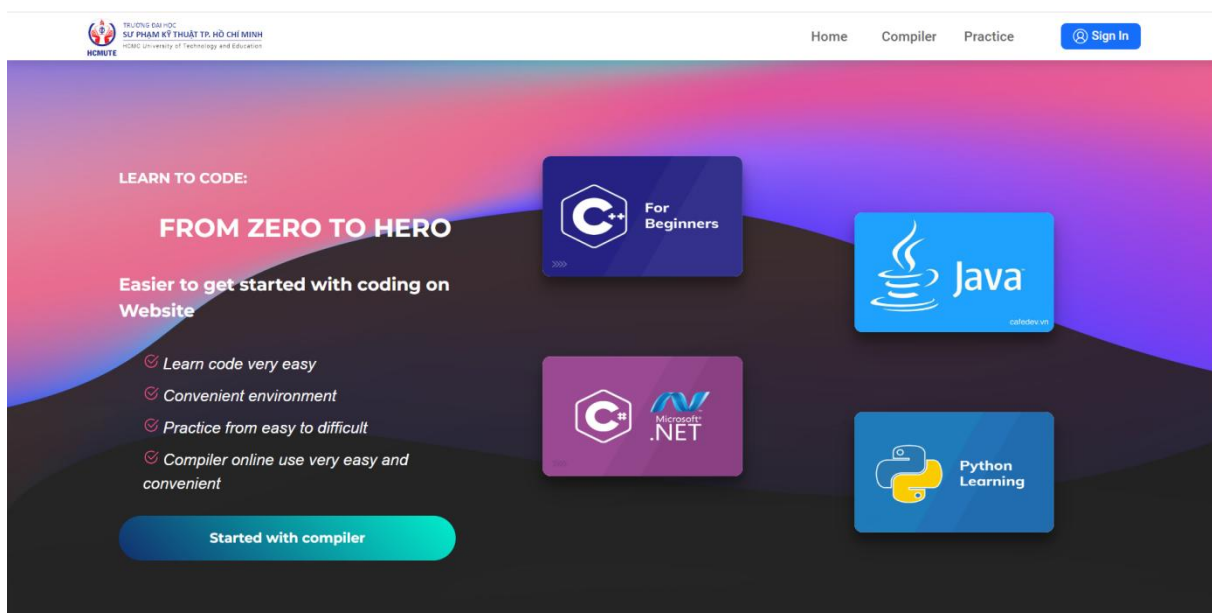 TRƯỜNG ĐẠI HỌC
SƯ PHẠM KỸ THUẬT TP. HỒ CHÍ MINH
HCMC University of Technology and Education
HCMUTE
Home
Compiler
Practice
Sign In
LEARN TO CODE:
FROM ZERO TO HERO
Easier to get started with coding on
Website
Learn code very easy
Convenient environment
Practice from easy to difficult
Compiler online use very easy and
convenient
Started with compiler
C++
For
Beginners
Java
cafedev.vn
C#
Microsoft
.NET
Python
Learning